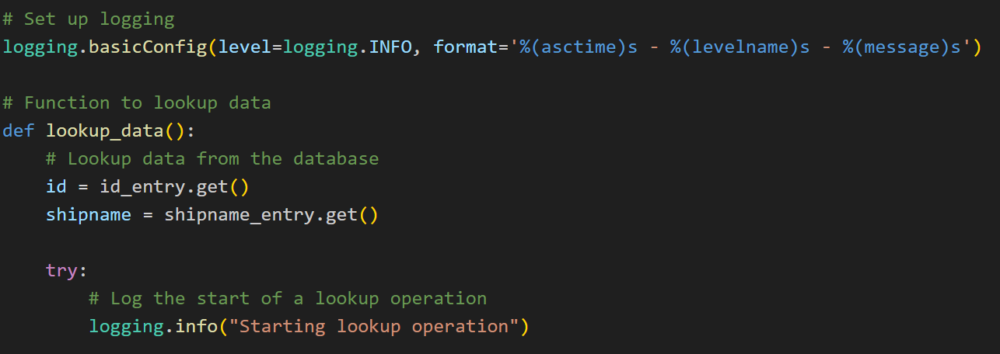 # Set up logging
logging.basicConfig(level=logging.INFO, format='%(asctime)s - %(levelname)s - %(message)s')
# Function to lookup data
def lookup_data():
    # Lookup data from the database
    id = id_entry.get()
    shipname = shipname_entry.get()
    try:
        # Log the start of a lookup operation
        logging.info("Starting lookup operation")